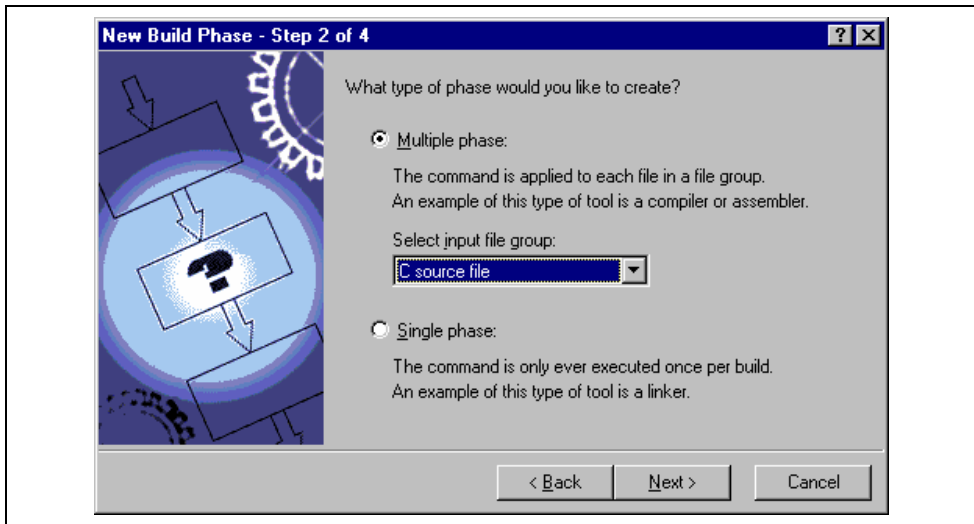 New Build Phase - Step 2 of 4
What type of phase would you like to create?
Multiple phase:
The command is applied to each file in a file group.
An example of this type of tool is a compiler or assembler.
Select input file group:
C source file
?
Single phase:
The command is only ever executed once per build.
An example of this type of tool is a linker.
< Back
Next >
Cancel